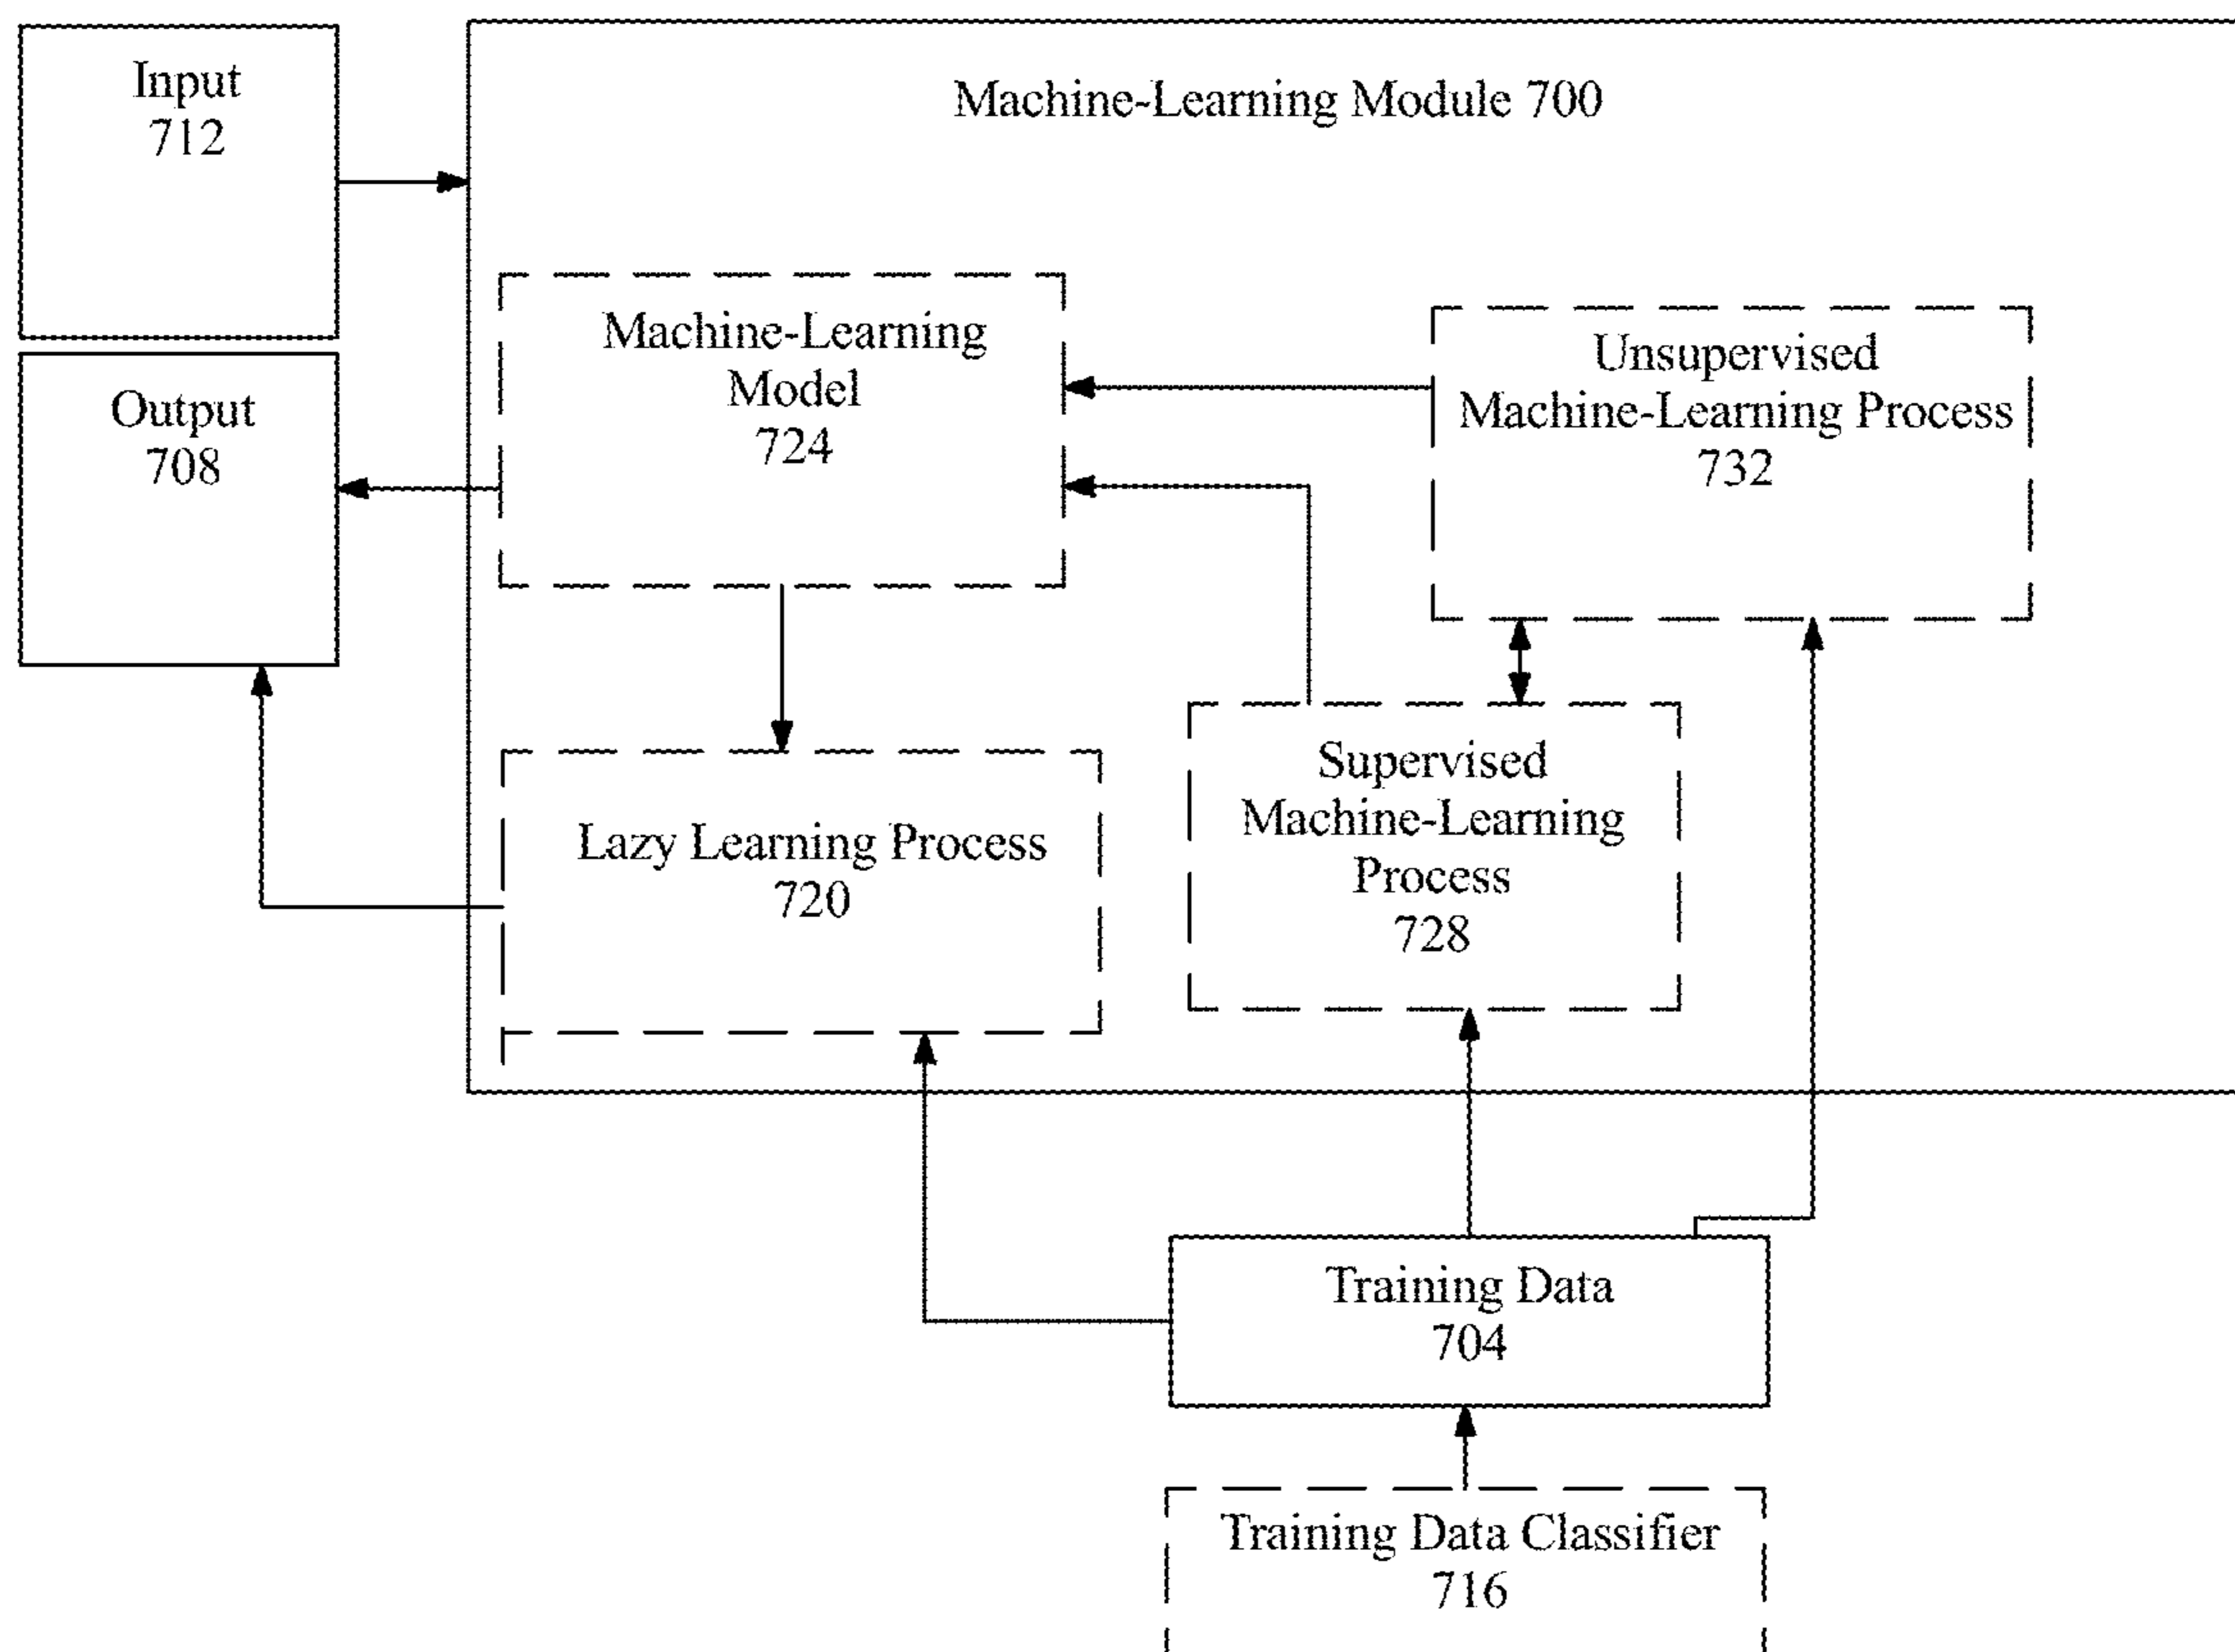 Input
712
Machine-Learning Module 700
Output
708
Machine-Learning
Model
724
Unsupervised
Machine-Learning Process
732
Lazy Learning Process
720
Supervised
Machine-Learning
Process
728
Training Data
704
Training Data Classifier
716